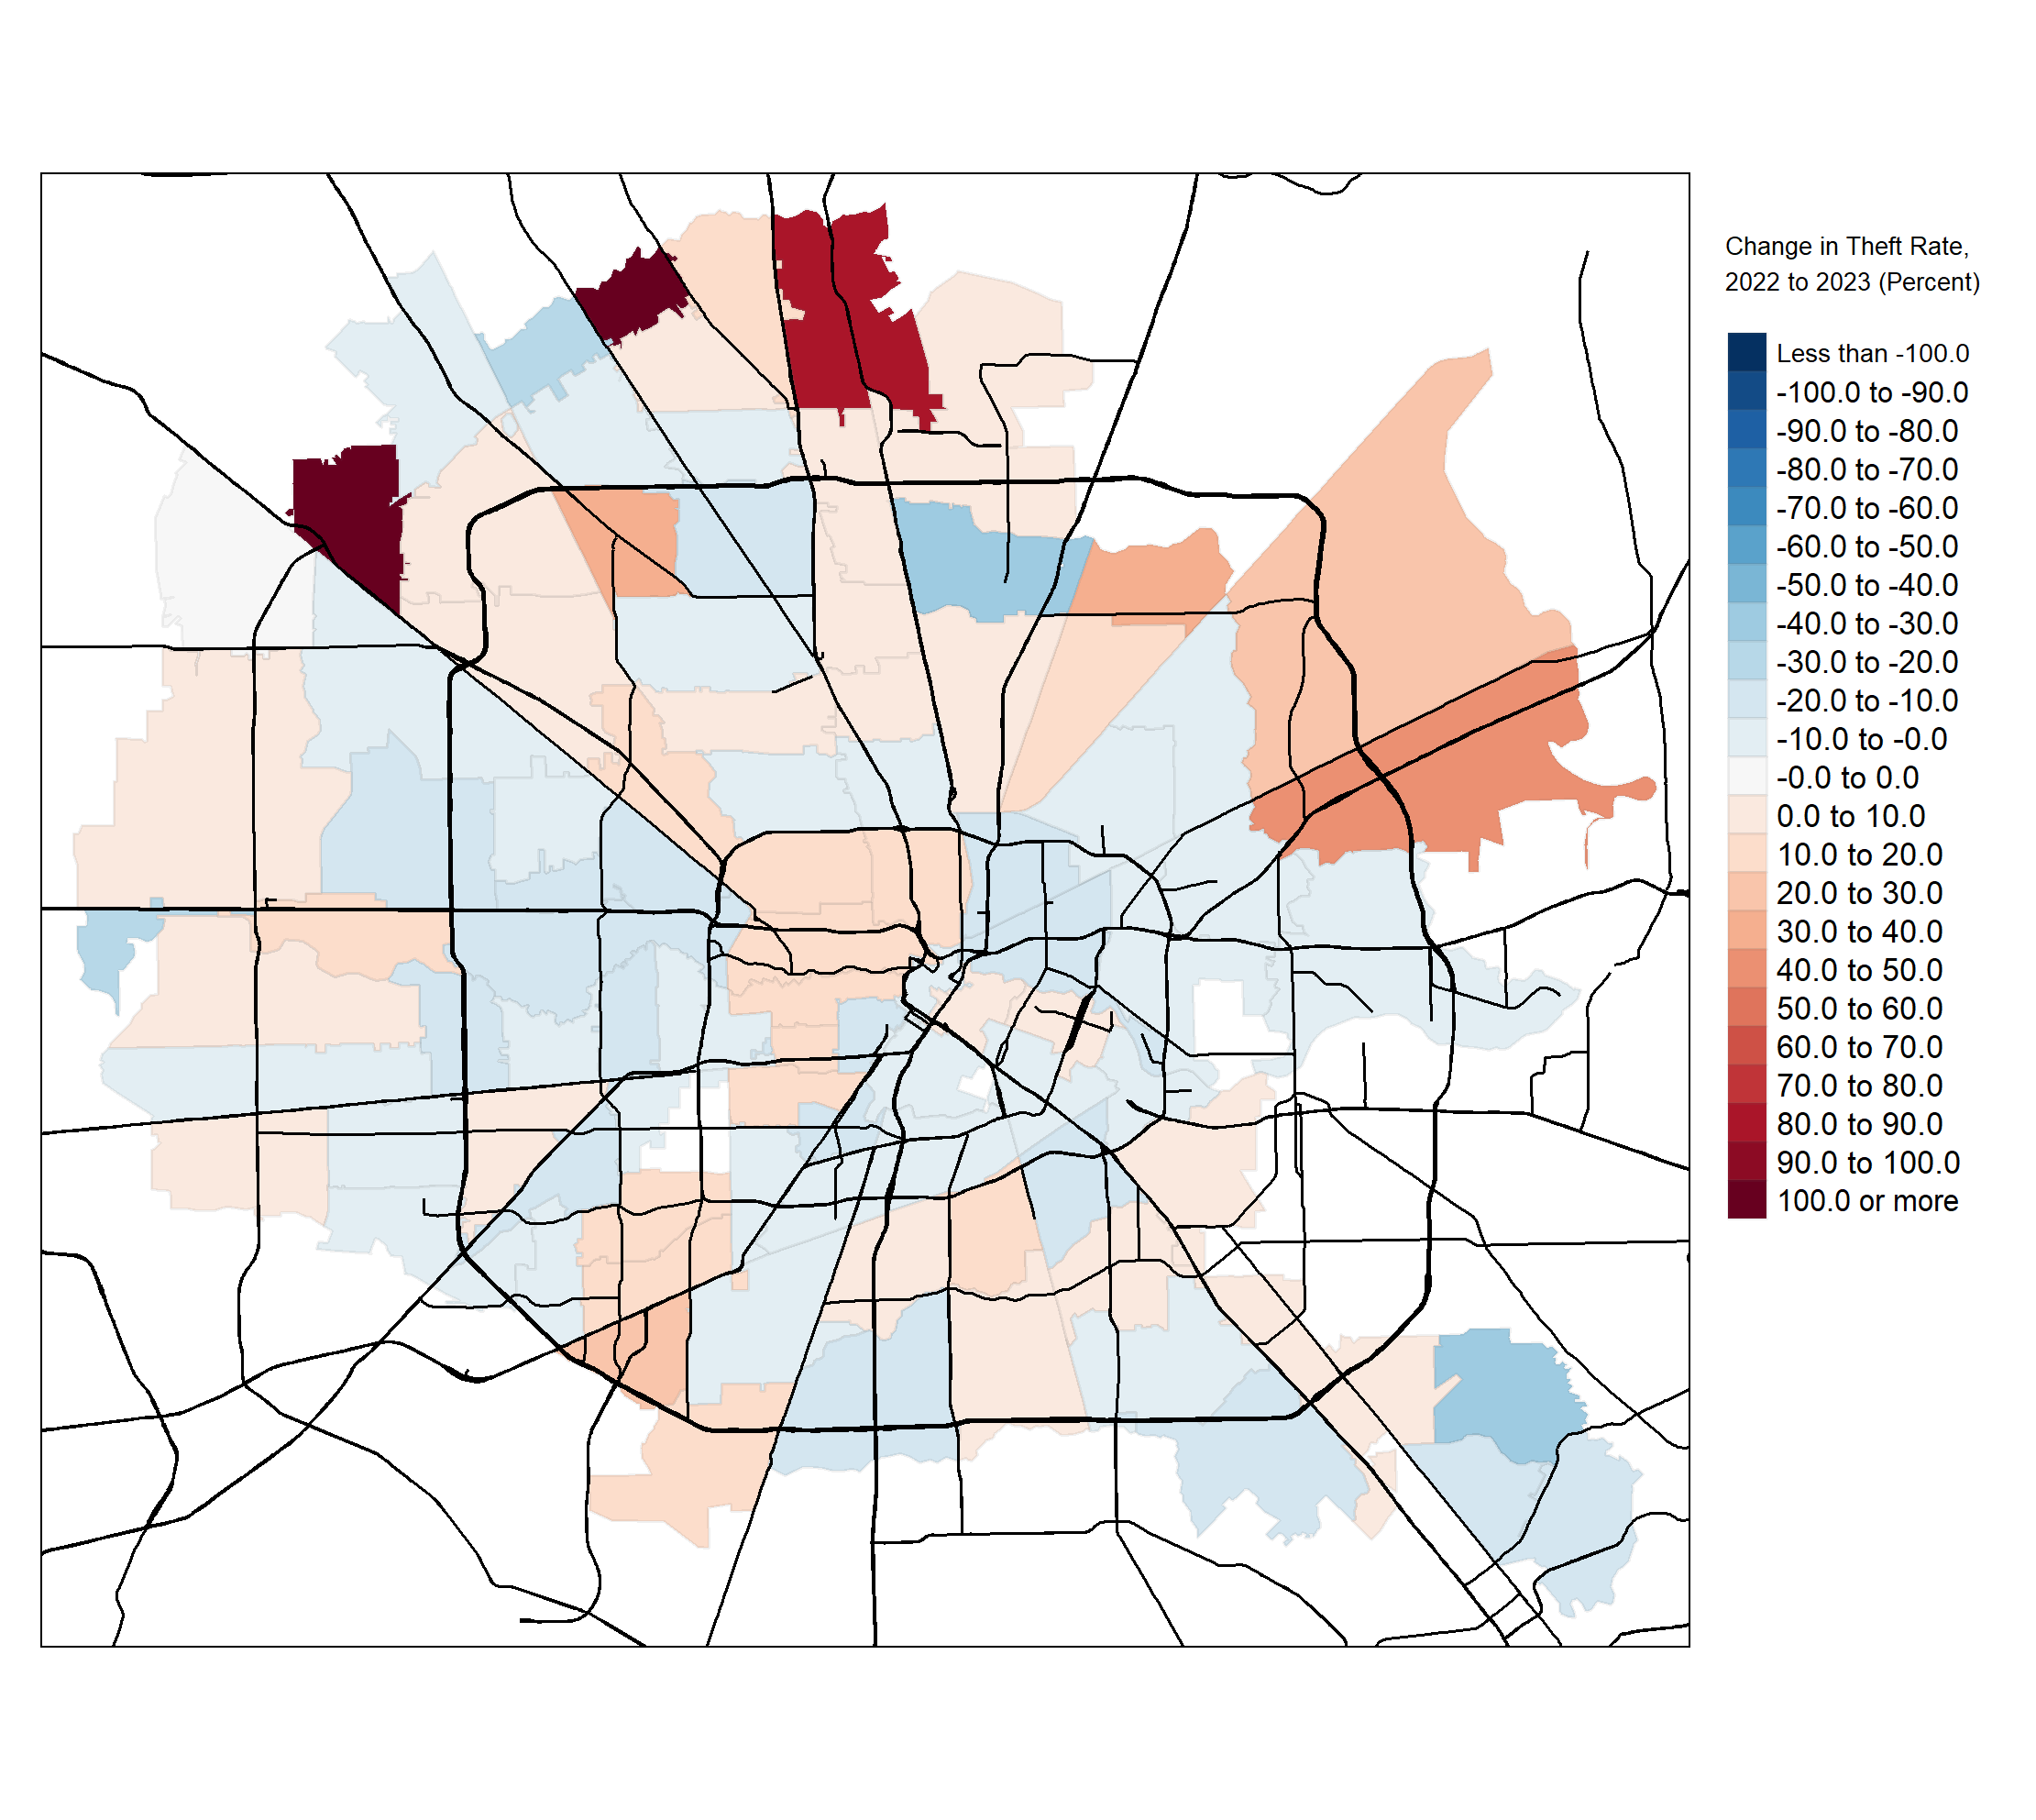 Change in Theft Rate,
2022 to 2023 (Percent)
Less than -100.0
-100.0 to -90.0
-90.0 to -80.0
-80.0 to -70.0
-70.0 to -60.0
-60.0 to -50.0
-50.0 to -40.0
-40.0 to -30.0
-30.0 to -20.0
-20.0 to -10.0
-10.0 to -0.0
-0.0 to 0.0
0.0 to 10.0
10.0 to 20.0
20.0 to 30.0
30.0 to 40.0
40.0 to 50.0
50.0 to 60.0
60.0 to 70.0
70.0 to 80.0
80.0 to 90.0
90.0 to 100.0
100.0 or more